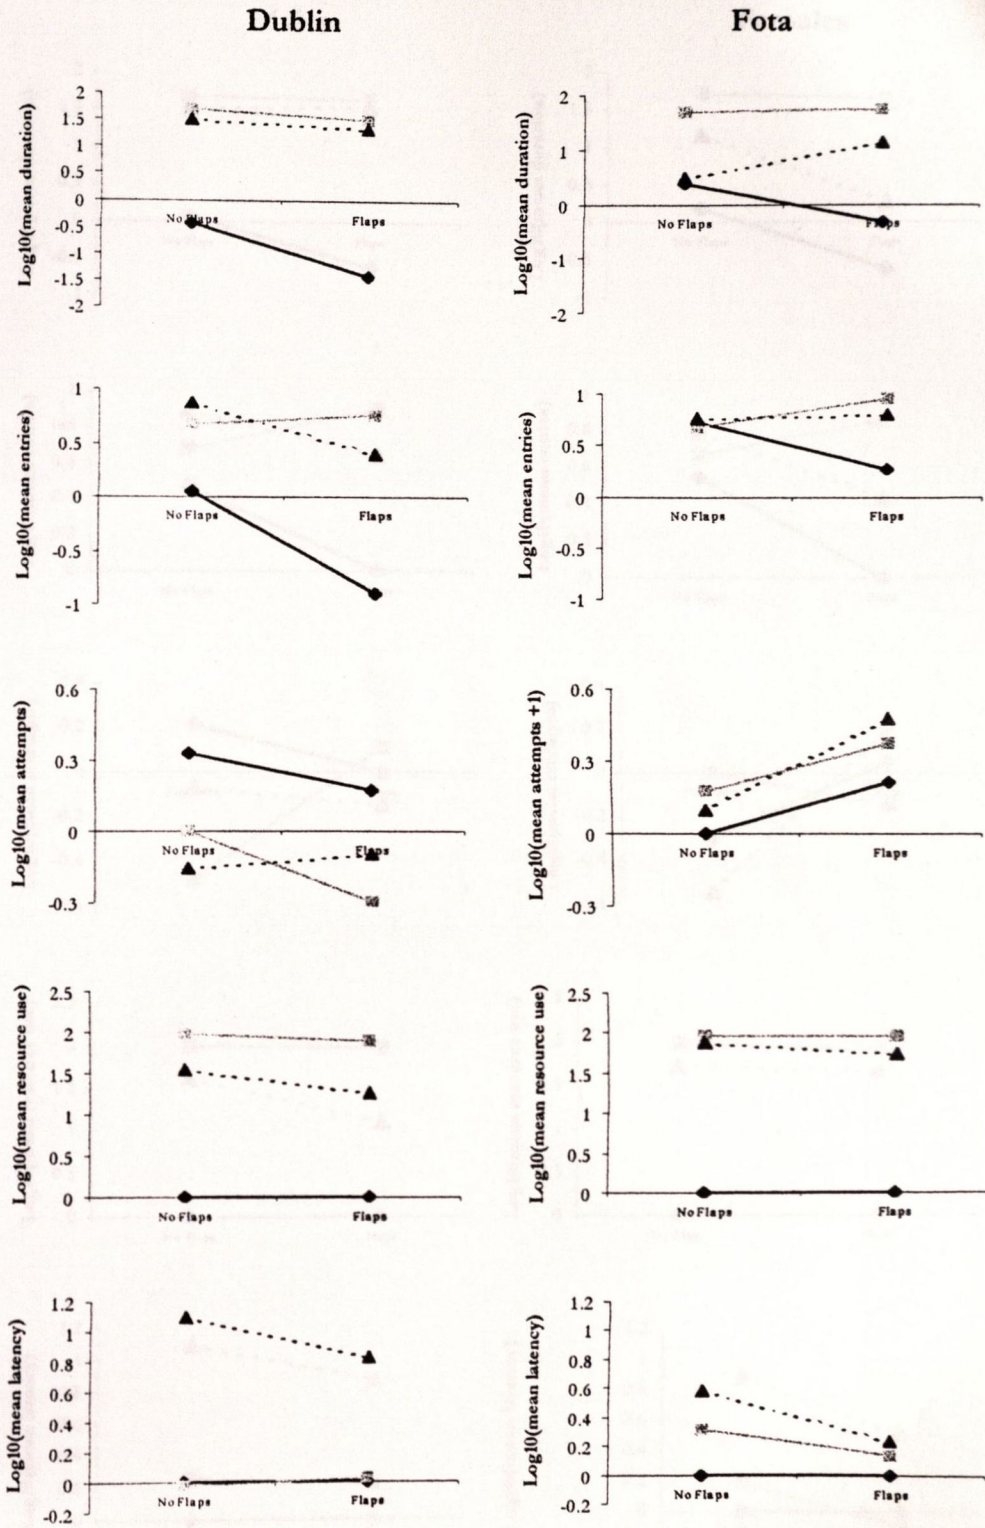 Dublin
Fota
Log10(mean duration)
2
1.5
1
0.5
0
-0.5
-1
-1.5
-2
No Flaps
Flaps
Log10(mean duration)
2
1
0
-1
-2
No Flaps
Flaps
Log10(mean entries)
1
0.5
0
-0.5
-1
No Flaps
Flaps
Log10(mean entries)
1
0.5
0
-0.5
-1
No Flaps
Flaps
Log10(mean attempts)
0.6
0.3
0
-0.3
No Flaps
Flaps
Log10(mean attempts +1)
0.6
0.3
0
-0.3
No Flaps
Flaps
Log10(mean resource use)
2.5
2
1.5
1
0.5
0
No Flaps
Flaps
Log10(mean resource use)
2.5
2
1.5
1
0.5
0
No Flaps
Flaps
Log10(mean latency)
1.2
1
0.8
0.6
0.4
0.2
0
-0.2
No Flaps
Flaps
Log10(mean latency)
1.2
1
0.8
0.6
0.4
0.2
0
-0.2
No Flaps
Flaps